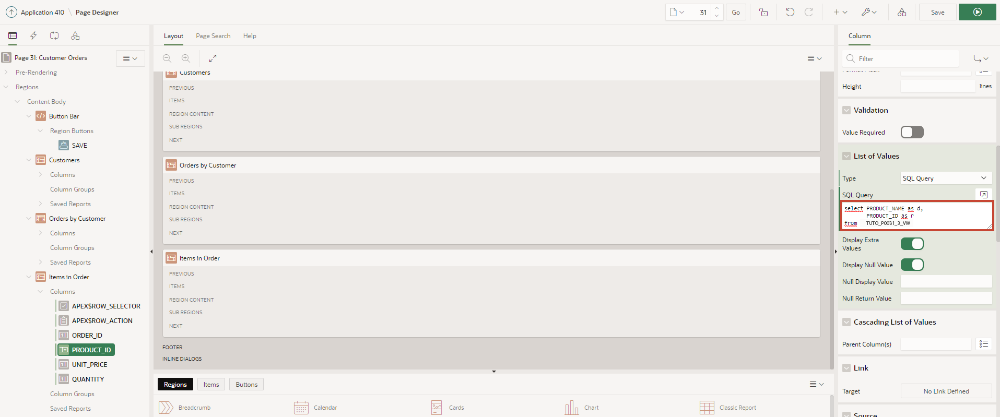 Application 410 \ Page Designer
31
Go
Save
Page 31: Customer Orders
Pre-Rendering
Regions
Content Body
Button Bar
Region Buttons
SAVE
Customers
Columns
Column Groups
Saved Reports
Orders by Customer
Columns
Column Groups
Saved Reports
Items in Order
Columns
APEX$ROW_SELECTOR
APEX$ROW_ACTION
ORDER_ID
PRODUCT_ID
UNIT_PRICE
QUANTITY
Column Groups
Saved Reports
Layout Page Search Help
Customers
PREVIOUS
ITEMS
REGION CONTENT
SUB REGIONS
NEXT
Orders by Customer
PREVIOUS
ITEMS
REGION CONTENT
SUB REGIONS
NEXT
Items in Order
PREVIOUS
ITEMS
REGION CONTENT
SUB REGIONS
NEXT
FOOTER
INLINE DIALOGS
Regions Items Buttons
Breadcrumb Calendar Cards Chart Classic Report
Column
Filter
Height lines
Validation
Value Required
List of Values
Type SQL Query
SQL Query
select PRODUCT_NAME as d,
PRODUCT_ID as r
from TUTO_P0031_3_VW
Display Extra
Values
Display Null Value
Null Display Value
Null Return Value
Cascading List of Values
Parent Column(s)
Link
Target No Link Defined
Source